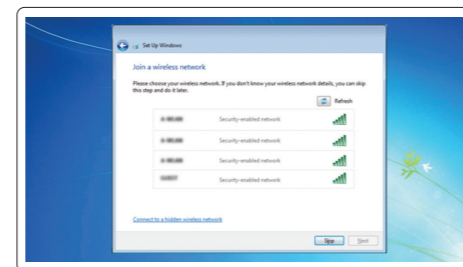 Set Up Windows
Join a wireless network
Please choose your wireless network. If you don't know your wireless network details, you can skip
this step and do it later.
Refresh
Security-enabled network
Security-enabled network
Security-enabled network
Security-enabled network
Connect to a hidden wireless network
Skip Next